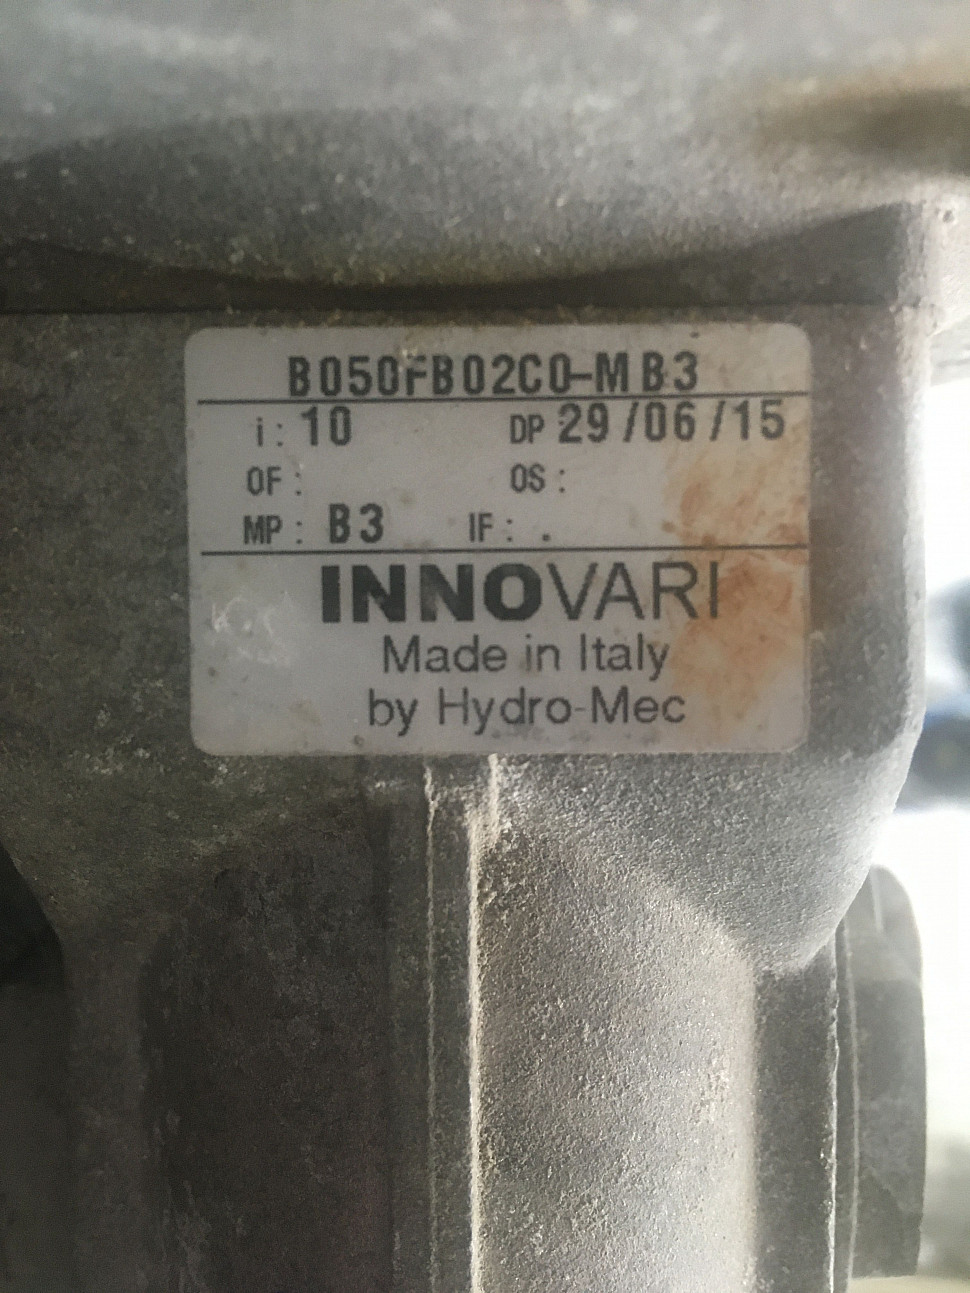 B050FB02C0-MB3
i: 10 DP 29/06/15
OF: OS:
MP: B3 IF: .
INNOVARI
Made in Italy
by Hydro-Mec